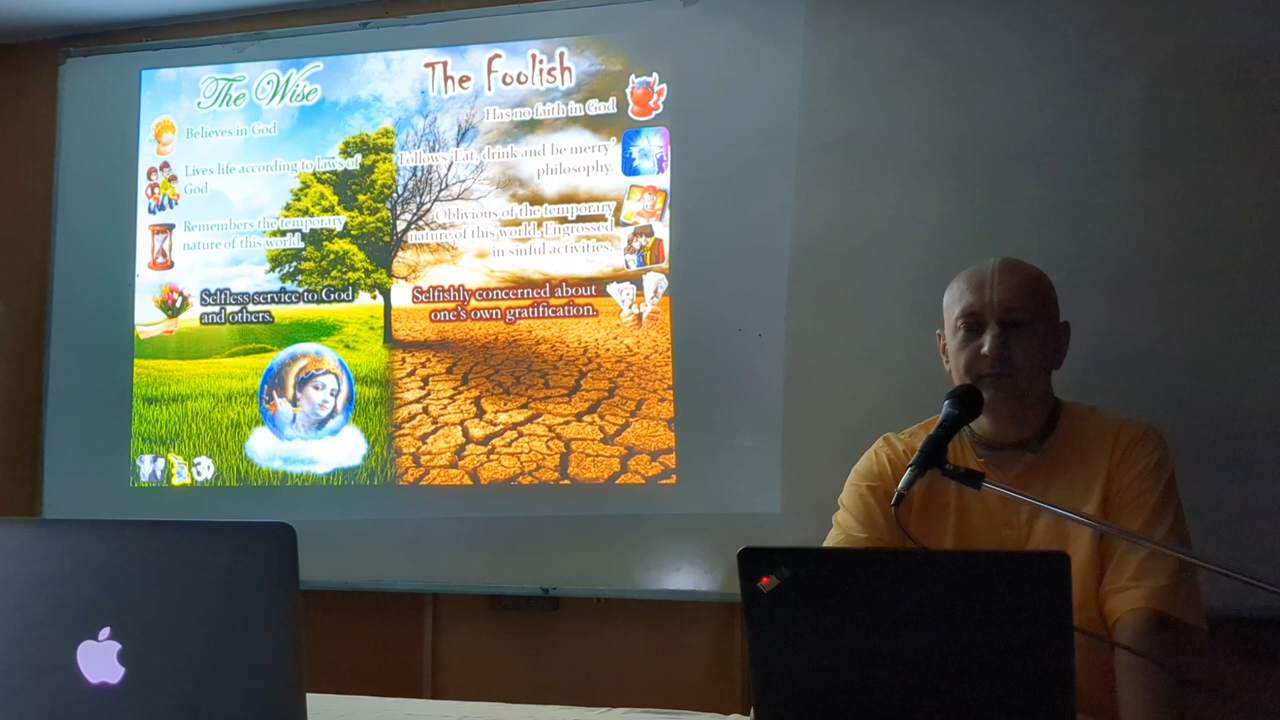 The Wise
Believes in God
Lives life according to laws of
God
Remembers the temporary
nature of this world.
Selfless service to God
and others.
The Foolish
Has no faith in God
Follows 'Eat, drink and be merry'
philosophy.
Oblivious of the temporary
nature of this world. Engrossed
in sinful activities.
Selfishly concerned about
one's own gratification.